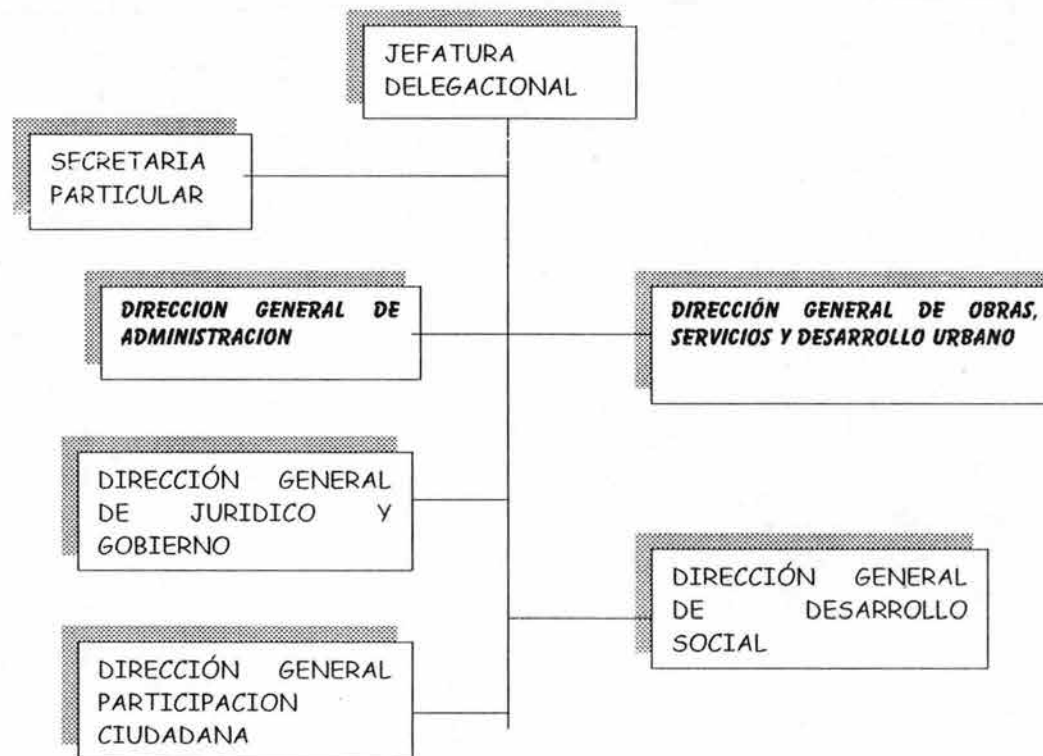 JEFATURA
DELEGACIONAL
SECRETARIA
PARTICULAR
DIRECCION GENERAL DE
ADMINISTRACION
DIRECCIÓN GENERAL DE OBRAS,
SERVICIOS Y DESARROLLO URBANO
DIRECCIÓN GENERAL
DE JURIDICO Y
GOBIERNO
DIRECCIÓN GENERAL
DE DESARROLLO
SOCIAL
DIRECCIÓN GENERAL
PARTICIPACION
CIUDADANA